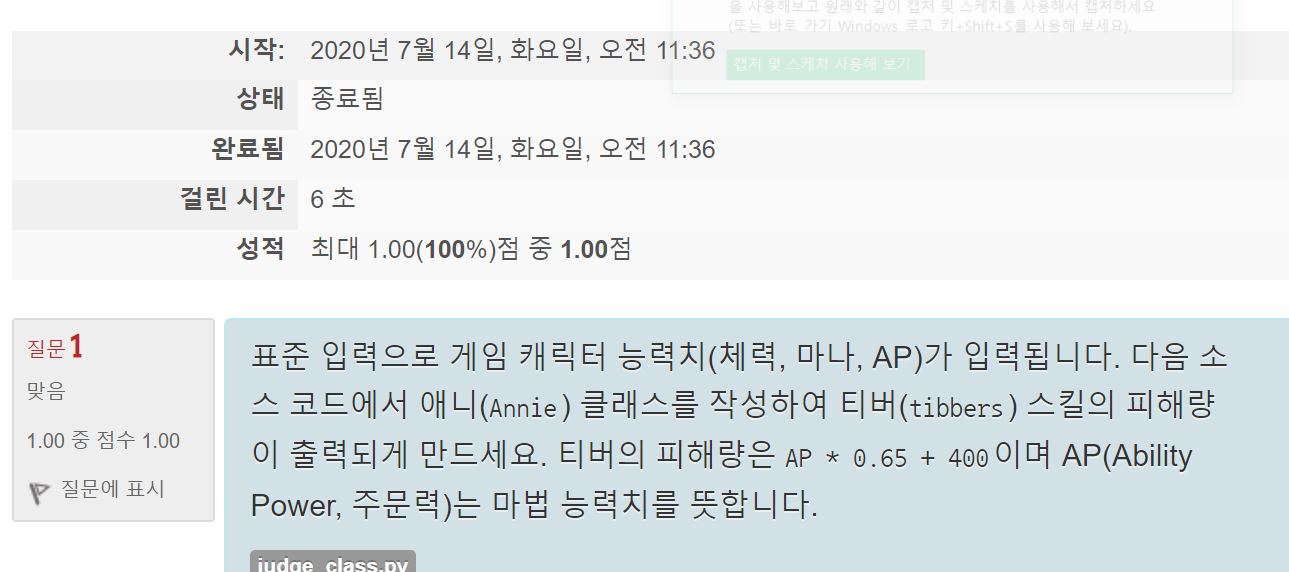 을 사용해보고 원래와 같이 캡처 및 스케치를 사용해서 캡처하세요
(또는 바로 가기 Windows 로고 키+Shift+S를 사용해 보세요).
캡처 및 스케치 사용해 보기
시작: 2020년 7월 14일, 화요일, 오전 11:36
상태 종료됨
완료됨 2020년 7월 14일, 화요일, 오전 11:36
걸린 시간 6 초
성적 최대 1.00(100%)점 중 1.00점
질문 1
맞음
1.00 중 점수 1.00
질문에 표시
표준 입력으로 게임 캐릭터 능력치(체력, 마나, AP)가 입력됩니다. 다음 소
스 코드에서 애니(Annie) 클래스를 작성하여 티버(tibbers) 스킬의 피해량
이 출력되게 만드세요. 티버의 피해량은 AP * 0.65 + 400이며 AP(Ability
Power, 주문력)는 마법 능력치를 뜻합니다.
judge_class.py